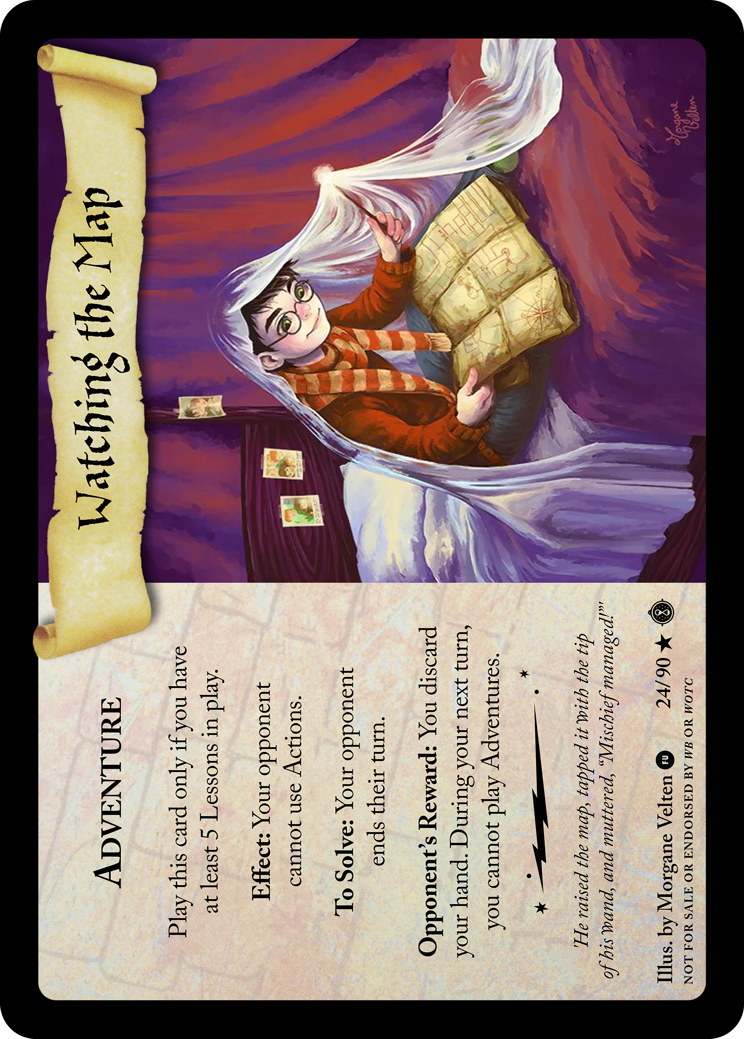 Watching the Map
ADVENTURE
Play this card only if you have
at least 5 Lessons in play.
Effect: Your opponent
cannot use Actions.
To Solve: Your opponent
ends their turn.
Opponent's Reward: You discard
your hand. During your next turn,
you cannot play Adventures.
'He raised the map, tapped it with the tip
of his wand, and muttered, "Mischief managed!"'
Illus. by Morgane Velten FU 24/90 ★
NOT FOR SALE OR ENDORSED BY WB OR WOTC
Morgane
Velten